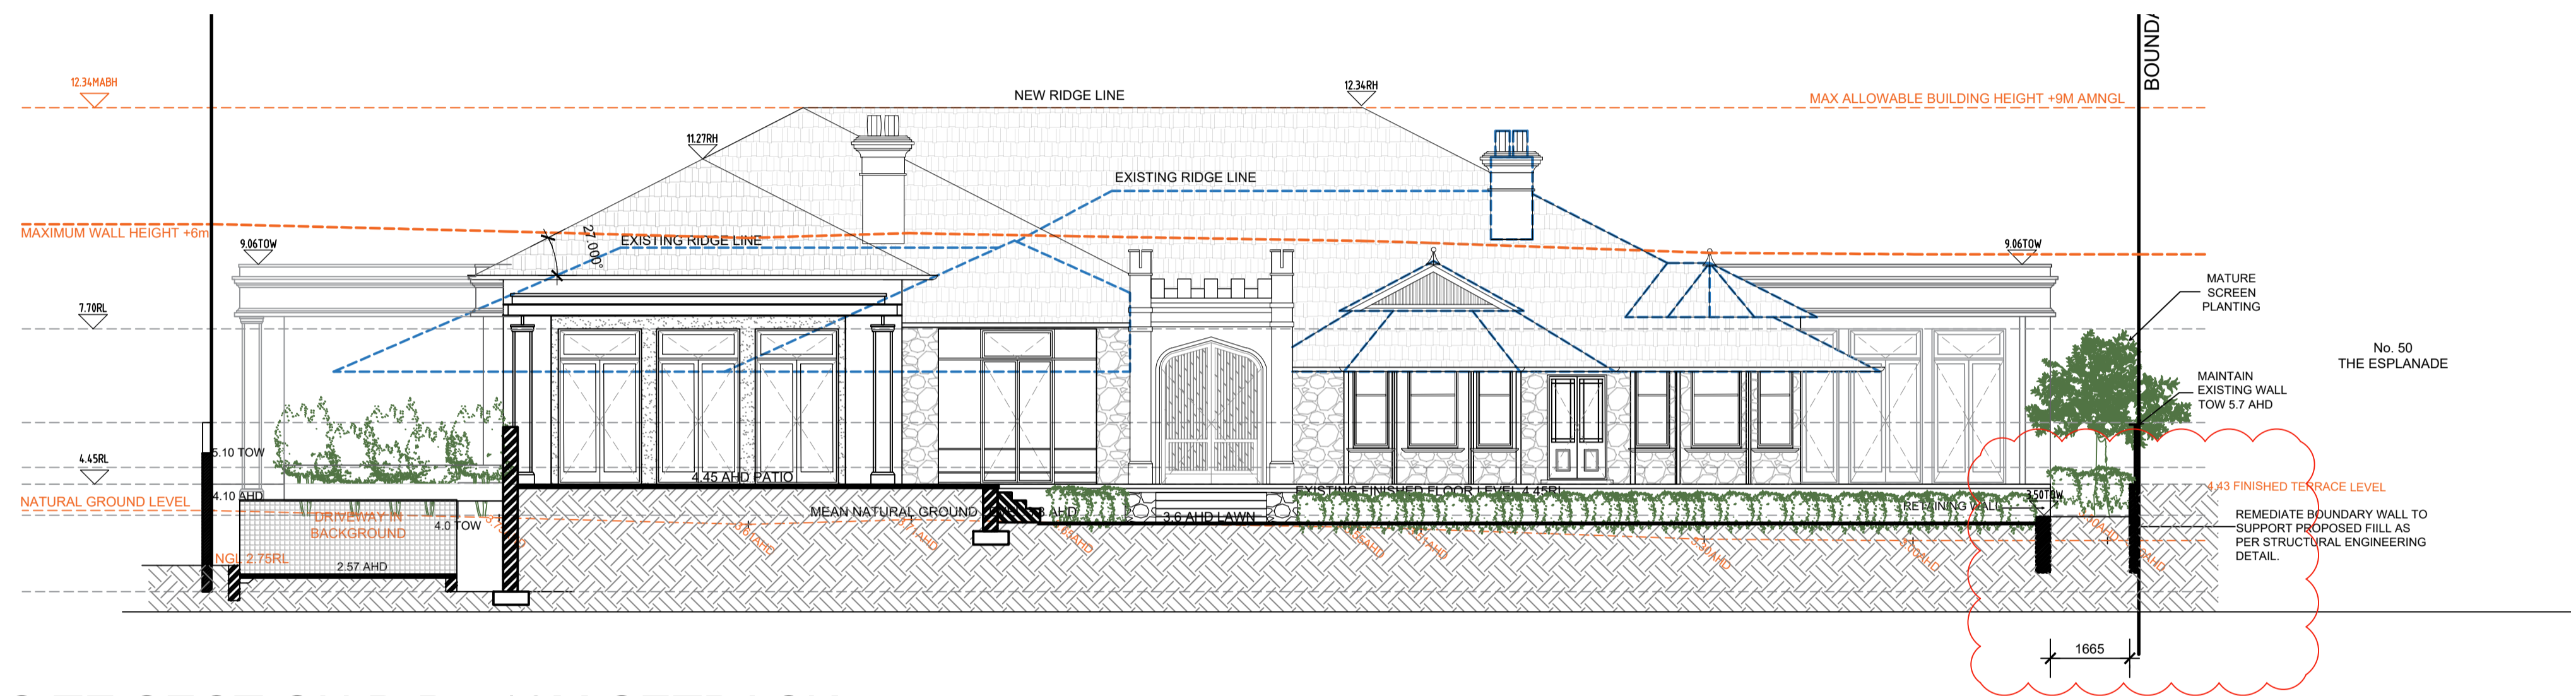 BOUNDA
12.34MABH
NEW RIDGE LINE
12.34RH
MAX ALLOWABLE BUILDING HEIGHT +9M AMNGL
11.27RH
EXISTING RIDGE LINE
MAXIMUM WALL HEIGHT +6m
9.06TOW
EXISTING RIDGE LINE
27.000°
9.06TOW
MATURE
SCREEN
PLANTING
7.70RL
No. 50
THE ESPLANADE
MAINTAIN
EXISTING WALL
TOW 5.7 AHD
5.10 TOW
4.45RL
4.45 AHD PATIO
EXISTING FINISHED FLOOR LEVEL 4.45RL
4.43 FINISHED TERRACE LEVEL
4.10 AHD
NATURAL GROUND LEVEL
3.50TOW
RETAINING WALL
MEAN NATURAL GROUND
AHD
3.6 AHD LAWN
DRIVEWAY IN
BACKGROUND
4.0 TOW
REMEDIATE BOUNDARY WALL TO
SUPPORT PROPOSED FIILL AS
PER STRUCTURAL ENGINEERING
DETAIL.
NGL 2.75RL
2.57 AHD
1665